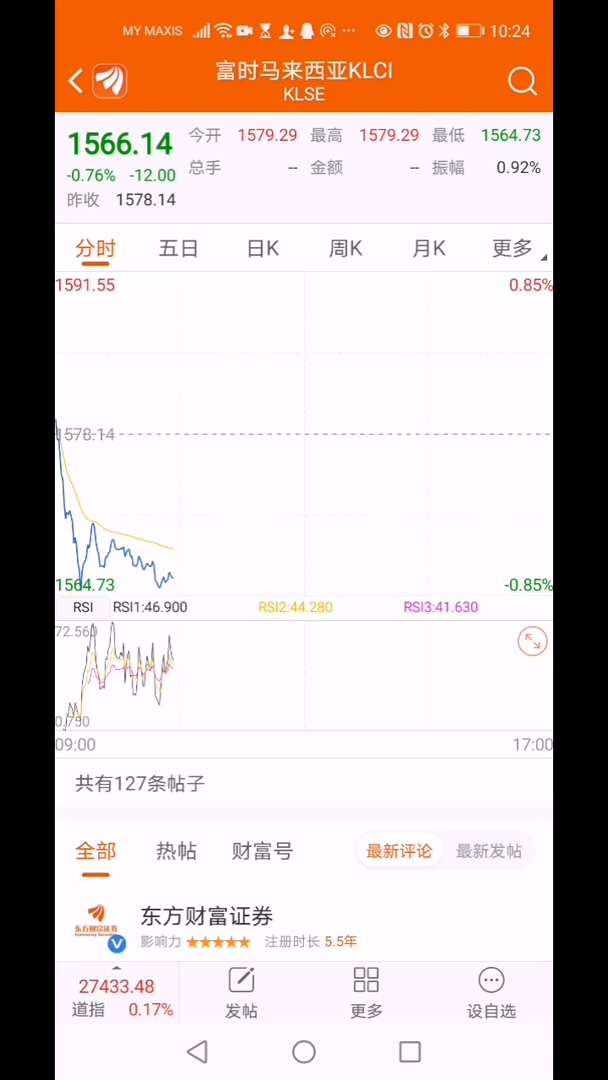 MY MAXIS 10:24
富时马来西亚KLCI
KLSE
1566.14
-0.76% -12.00
昨收 1578.14
今开 1579.29 最高 1579.29 最低 1564.73
总手 -- 金额 -- 振幅 0.92%
分时 五日 日K 周K 月K 更多
1591.55 0.85%
1578.14
1564.73 -0.85%
RSI RSI1:46.900 RSI2:44.280 RSI3:41.630
72.560
0.750
09:00 17:00
共有127条帖子
全部 热帖 财富号 最新评论 最新发帖
东方财富证券
东方财富证券
影响力 ★★★★★ 注册时长 5.5年
27433.48
道指 0.17%
发帖 更多 设自选